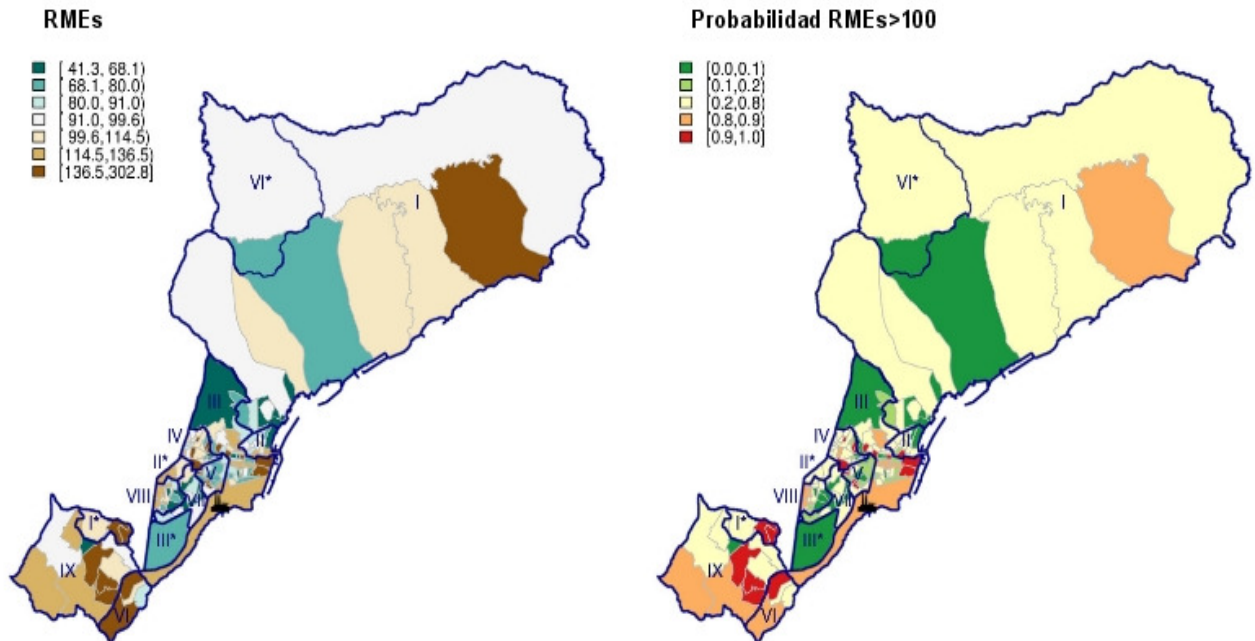 RMEs
[ 41.3, 68.1)
[ 68.1, 80.0)
[ 80.0, 91.0)
[ 91.0, 99.6)
[ 99.6,114.5)
[114.5,136.5)
[136.5,302.8]
VI*
I
III
IV
II
II*
V
VIII
VII
III*
I*
IX
VI
Probabilidad RMEs>100
[0.0,0.1)
[0.1,0.2)
[0.2,0.8)
[0.8,0.9)
[0.9,1.0]
VI*
I
III
IV
II
II*
V
VIII
VII
III*
I*
IX
VI